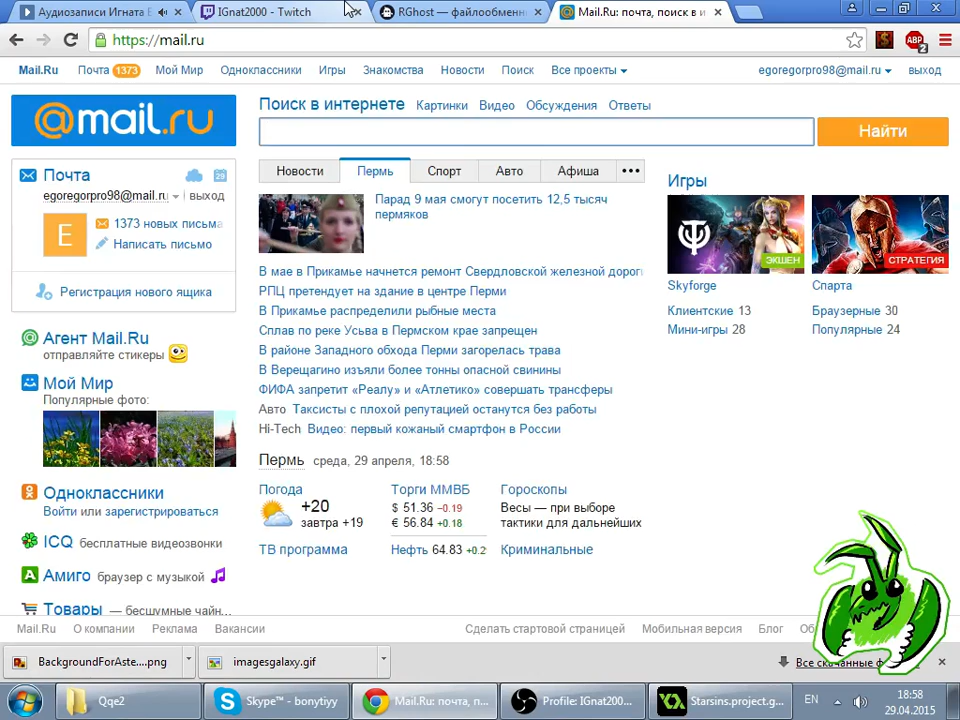 Аудиозаписи Игната Б
IGnat2000 - Twitch
RGhost — файлообменн
Mail.Ru: почта, поиск в и
https://mail.ru
ABP
2
Mail.Ru
Почта 1373
Мой Мир
Одноклассники
Игры
Знакомства
Новости
Поиск
Все проекты
egoregorpro98@mail.ru
выход
@mail.ru
Поиск в интернете
Картинки
Видео
Обсуждения
Ответы
Найти
Почта
29
egoregorpro98@mail.ru
выход
E
1373 новых письма
Написать письмо
Регистрация нового ящика
Новости
Пермь
Спорт
Авто
Афиша
•••
Парад 9 мая смогут посетить 12,5 тысяч
пермяков
В мае в Прикамье начнется ремонт Свердловской железной дорог
РПЦ претендует на здание в центре Перми
В Прикамье распределили рыбные места
Сплав по реке Усьва в Пермском крае запрещен
В районе Западного обхода Перми загорелась трава
В Верещагино изъяли более тонны опасной свинины
ФИФА запретит «Реалу» и «Атлетико» совершать трансферы
Авто Таксисты с плохой репутацией останутся без работы
Hi-Tech Видео: первый кожаный смартфон в России
Игры
ЭКШЕН
СТРАТЕГИЯ
Skyforge
Спарта
Клиентские 13
Браузерные 30
Мини-игры 28
Популярные 24
Агент Mail.Ru
отправляйте стикеры
Мой Мир
Популярные фото:
Одноклассники
Войти или зарегистрироваться
ICQ бесплатные видеозвонки
Амиго браузер с музыкой
Товары — бесшумные чайн...
Пермь среда, 29 апреля, 18:58
Погода
+20
завтра +19
ТВ программа
Торги ММВБ
$ 51.36 −0.19
€ 56.84 +0.18
Нефть 64.83 +0.2
Гороскопы
Весы — при выборе
тактики для дальнейших
Криминальные
Mail.Ru
О компании
Реклама
Вакансии
Сделать стартовой страницей
Мобильная версия
Блог
BackgroundForAste....png
imagesgalaxy.gif
Все скачанные ф
Qqe2
Skype™ - bonytiyy
Mail.Ru: почта, п...
Profile: IGnat200...
Starsins.project.g...
EN
18:58
29.04.2015